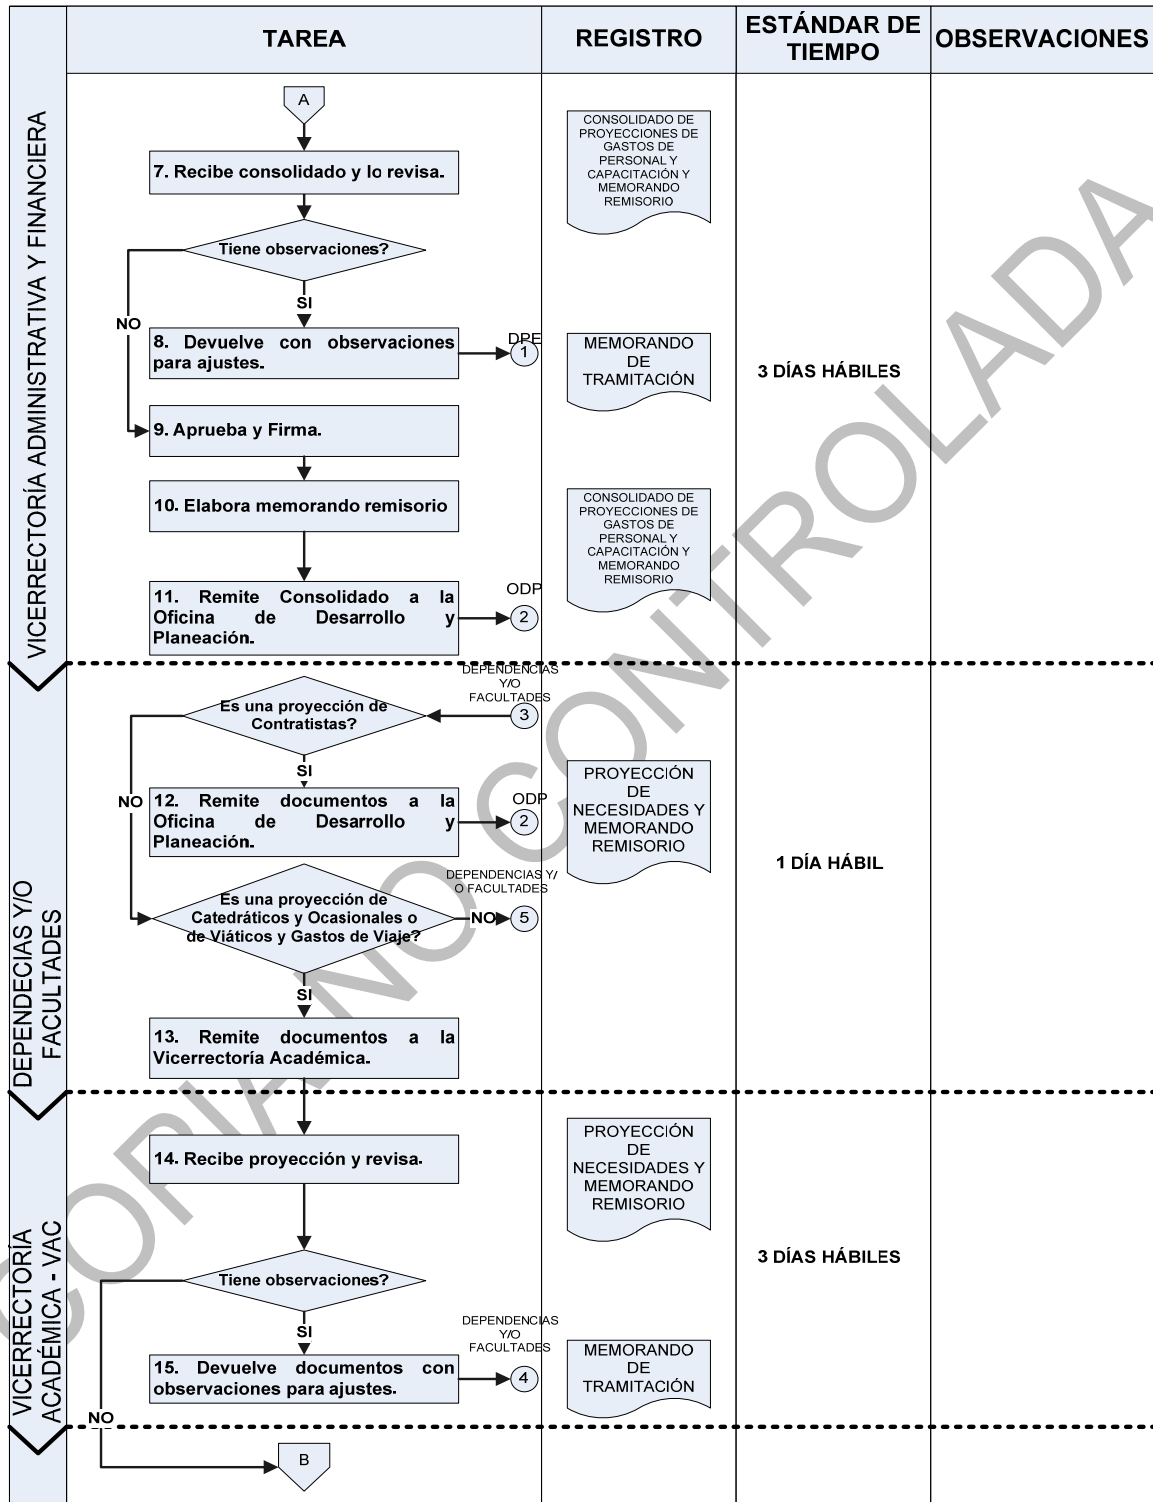 TAREA
REGISTRO
ESTÁNDAR DE
TIEMPO
OBSERVACIONES
VICERRECTORÍA ADMINISTRATIVA Y FINANCIERA
A
7. Recibe consolidado y lo revisa.
CONSOLIDADO DE
PROYECCIONES DE
GASTOS DE
PERSONAL Y
CAPACITACIÓN Y
MEMORANDO
REMISORIO
Tiene observaciones?
SI
NO
8. Devuelve con observaciones
para ajustes.
DPE
1
MEMORANDO
DE
TRAMITACIÓN
3 DÍAS HÁBILES
9. Aprueba y Firma.
10. Elabora memorando remisorio
CONSOLIDADO DE
PROYECCIONES DE
GASTOS DE
PERSONAL Y
CAPACITACIÓN Y
MEMORANDO
REMISORIO
11. Remite Consolidado a la
Oficina de Desarrollo y
Planeación.
ODP
2
DEPENDECIAS Y/O
FACULTADES
DEPENDENCIAS
Y/O
FACULTADES
3
Es una proyección de
Contratistas?
SI
NO
12. Remite documentos a la
Oficina de Desarrollo y
Planeación.
ODP
2
PROYECCIÓN
DE
NECESIDADES Y
MEMORANDO
REMISORIO
1 DÍA HÁBIL
Es una proyección de
Catedráticos y Ocasionales o
de Viáticos y Gastos de Viaje?
DEPENDENCIAS Y/
O FACULTADES
NO
5
SI
13. Remite documentos a la
Vicerrectoría Académica.
VICERRECTORÍA
ACADÉMICA - VAC
14. Recibe proyección y revisa.
PROYECCIÓN
DE
NECESIDADES Y
MEMORANDO
REMISORIO
3 DÍAS HÁBILES
Tiene observaciones?
SI
NO
15. Devuelve documentos con
observaciones para ajustes.
DEPENDENCIAS
Y/O
FACULTADES
4
MEMORANDO
DE
TRAMITACIÓN
B
COPIA NO CONTROLADA